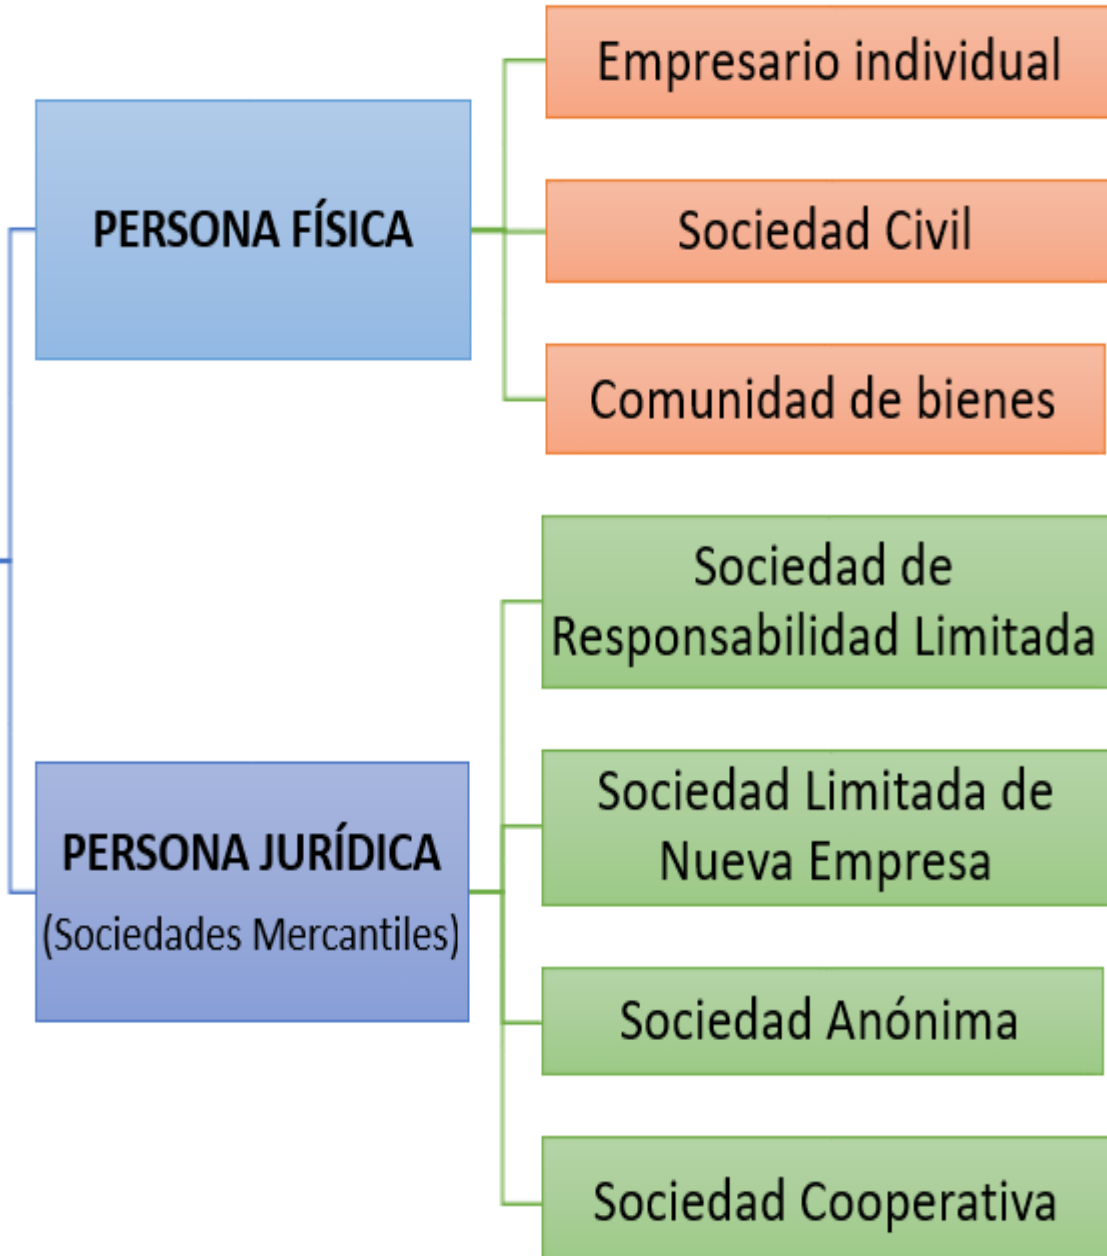 PERSONA FÍSICA
Empresario individual
Sociedad Civil
Comunidad de bienes
PERSONA JURÍDICA
(Sociedades Mercantiles)
Sociedad de
Responsabilidad Limitada
Sociedad Limitada de
Nueva Empresa
Sociedad Anónima
Sociedad Cooperativa